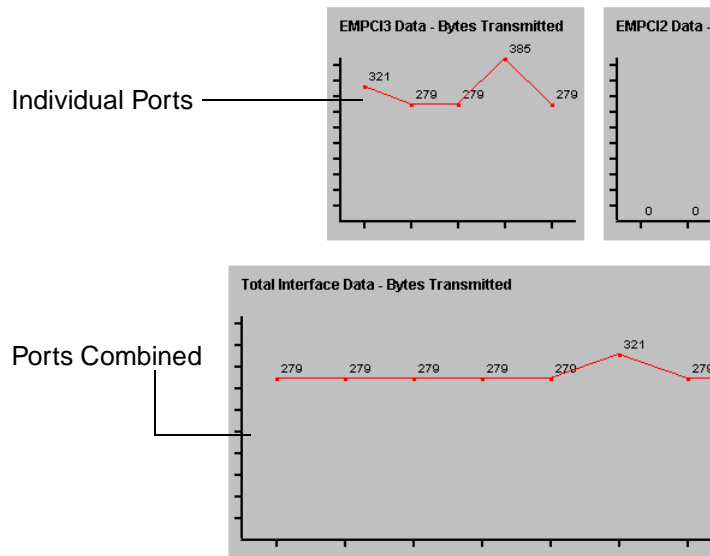 EMPCI3 Data - Bytes Transmitted
EMPCI2 Data -
385
321
279
279
279
Individual Ports
0
0
Total Interface Data - Bytes Transmitted
321
Ports Combined
279
279
279
279
279
279